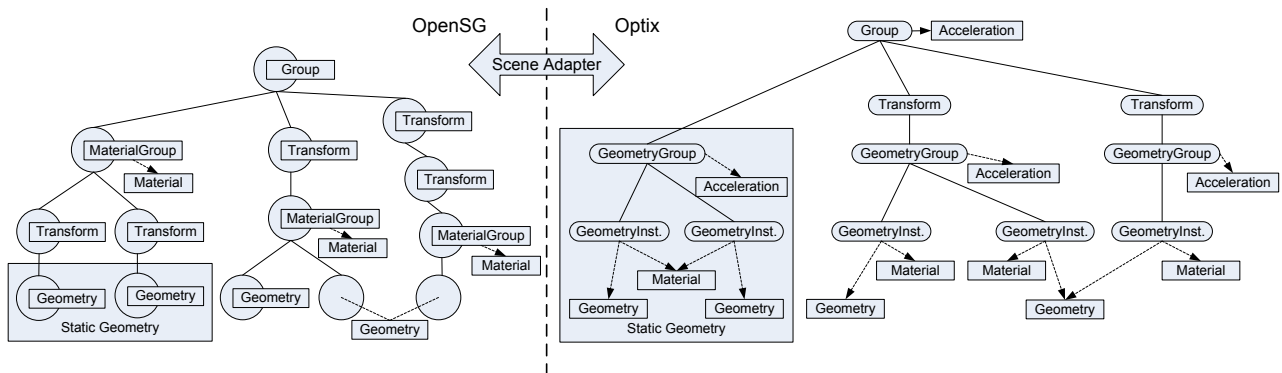 OpenSG
Optix
Scene Adapter
Group
MaterialGroup
Material
Transform
Transform
Geometry
Geometry
Static Geometry
Transform
MaterialGroup
Material
Geometry
Geometry
Transform
Transform
MaterialGroup
Material
Group
Acceleration
GeometryGroup
Acceleration
GeometryInst.
GeometryInst.
Material
Geometry
Geometry
Static Geometry
Transform
GeometryGroup
Acceleration
GeometryInst.
Material
Geometry
GeometryInst.
Material
Geometry
Transform
GeometryGroup
Acceleration
GeometryInst.
Material